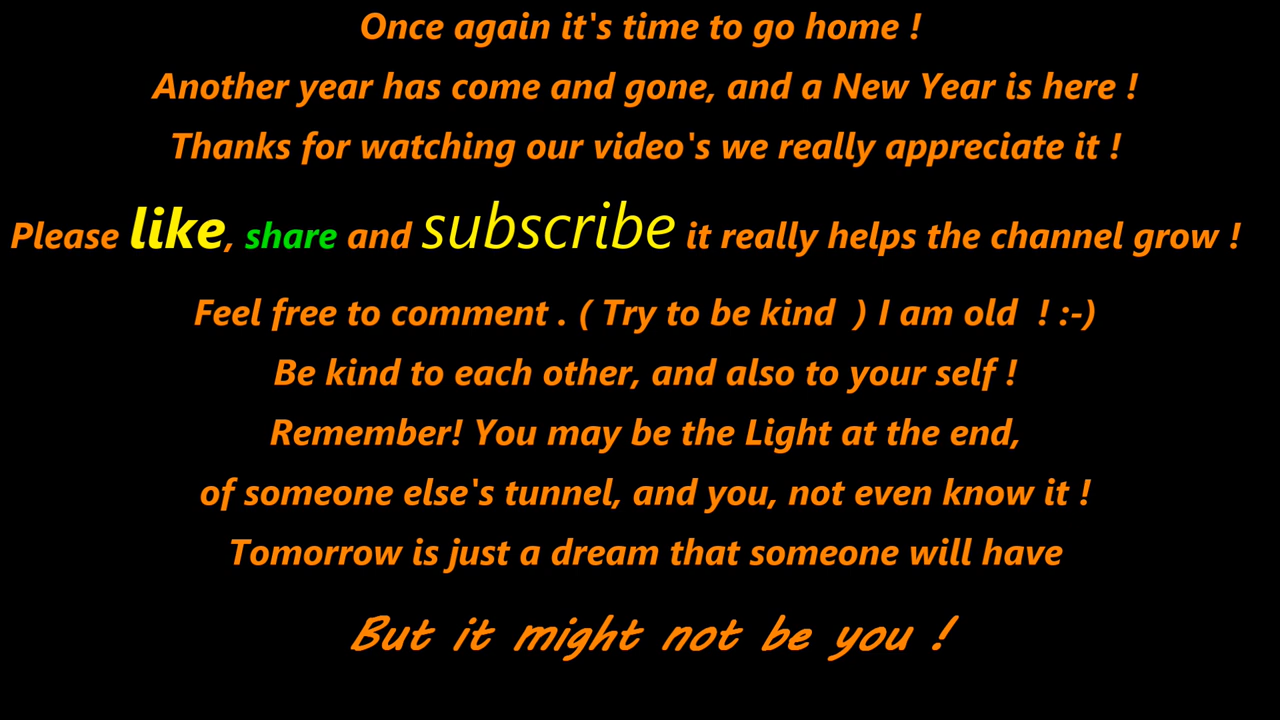 Once again it's time to go home !
Another year has come and gone, and a New Year is here !
Thanks for watching our video's we really appreciate it !
Please like, share and subscribe it really helps the channel grow !
Feel free to comment . ( Try to be kind  ) I am old  ! :-)
Be kind to each other, and also to your self !
Remember! You may be the Light at the end,
of someone else's tunnel, and you, not even know it !
Tomorrow is just a dream that someone will have
But it might not be you !